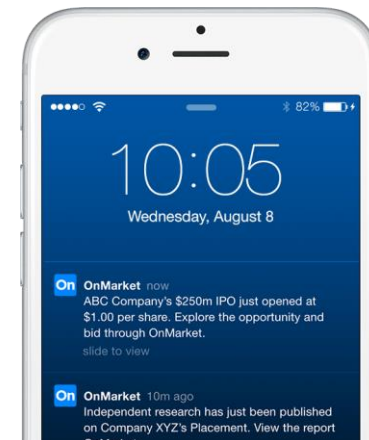 82%
10:05
Wednesday, August 8
On OnMarket now
ABC Company's $250m IPO just opened at
$1.00 per share. Explore the opportunity and
bid through OnMarket.
slide to view
On OnMarket 10m ago
Independent research has just been published
on Company XYZ's Placement. View the report